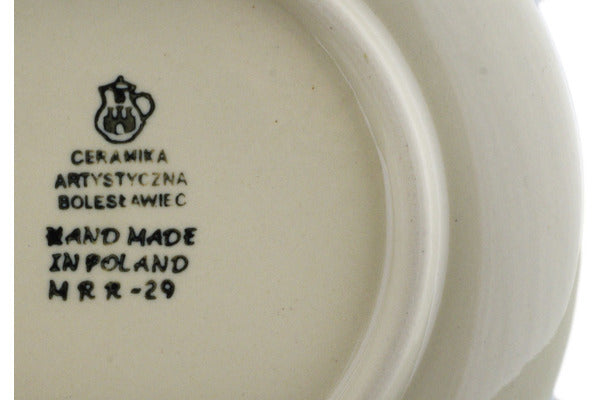 CERAMIKA
ARTYSTYCZNA
BOLESŁAWIEC
HAND MADE
IN POLAND
MRR-29